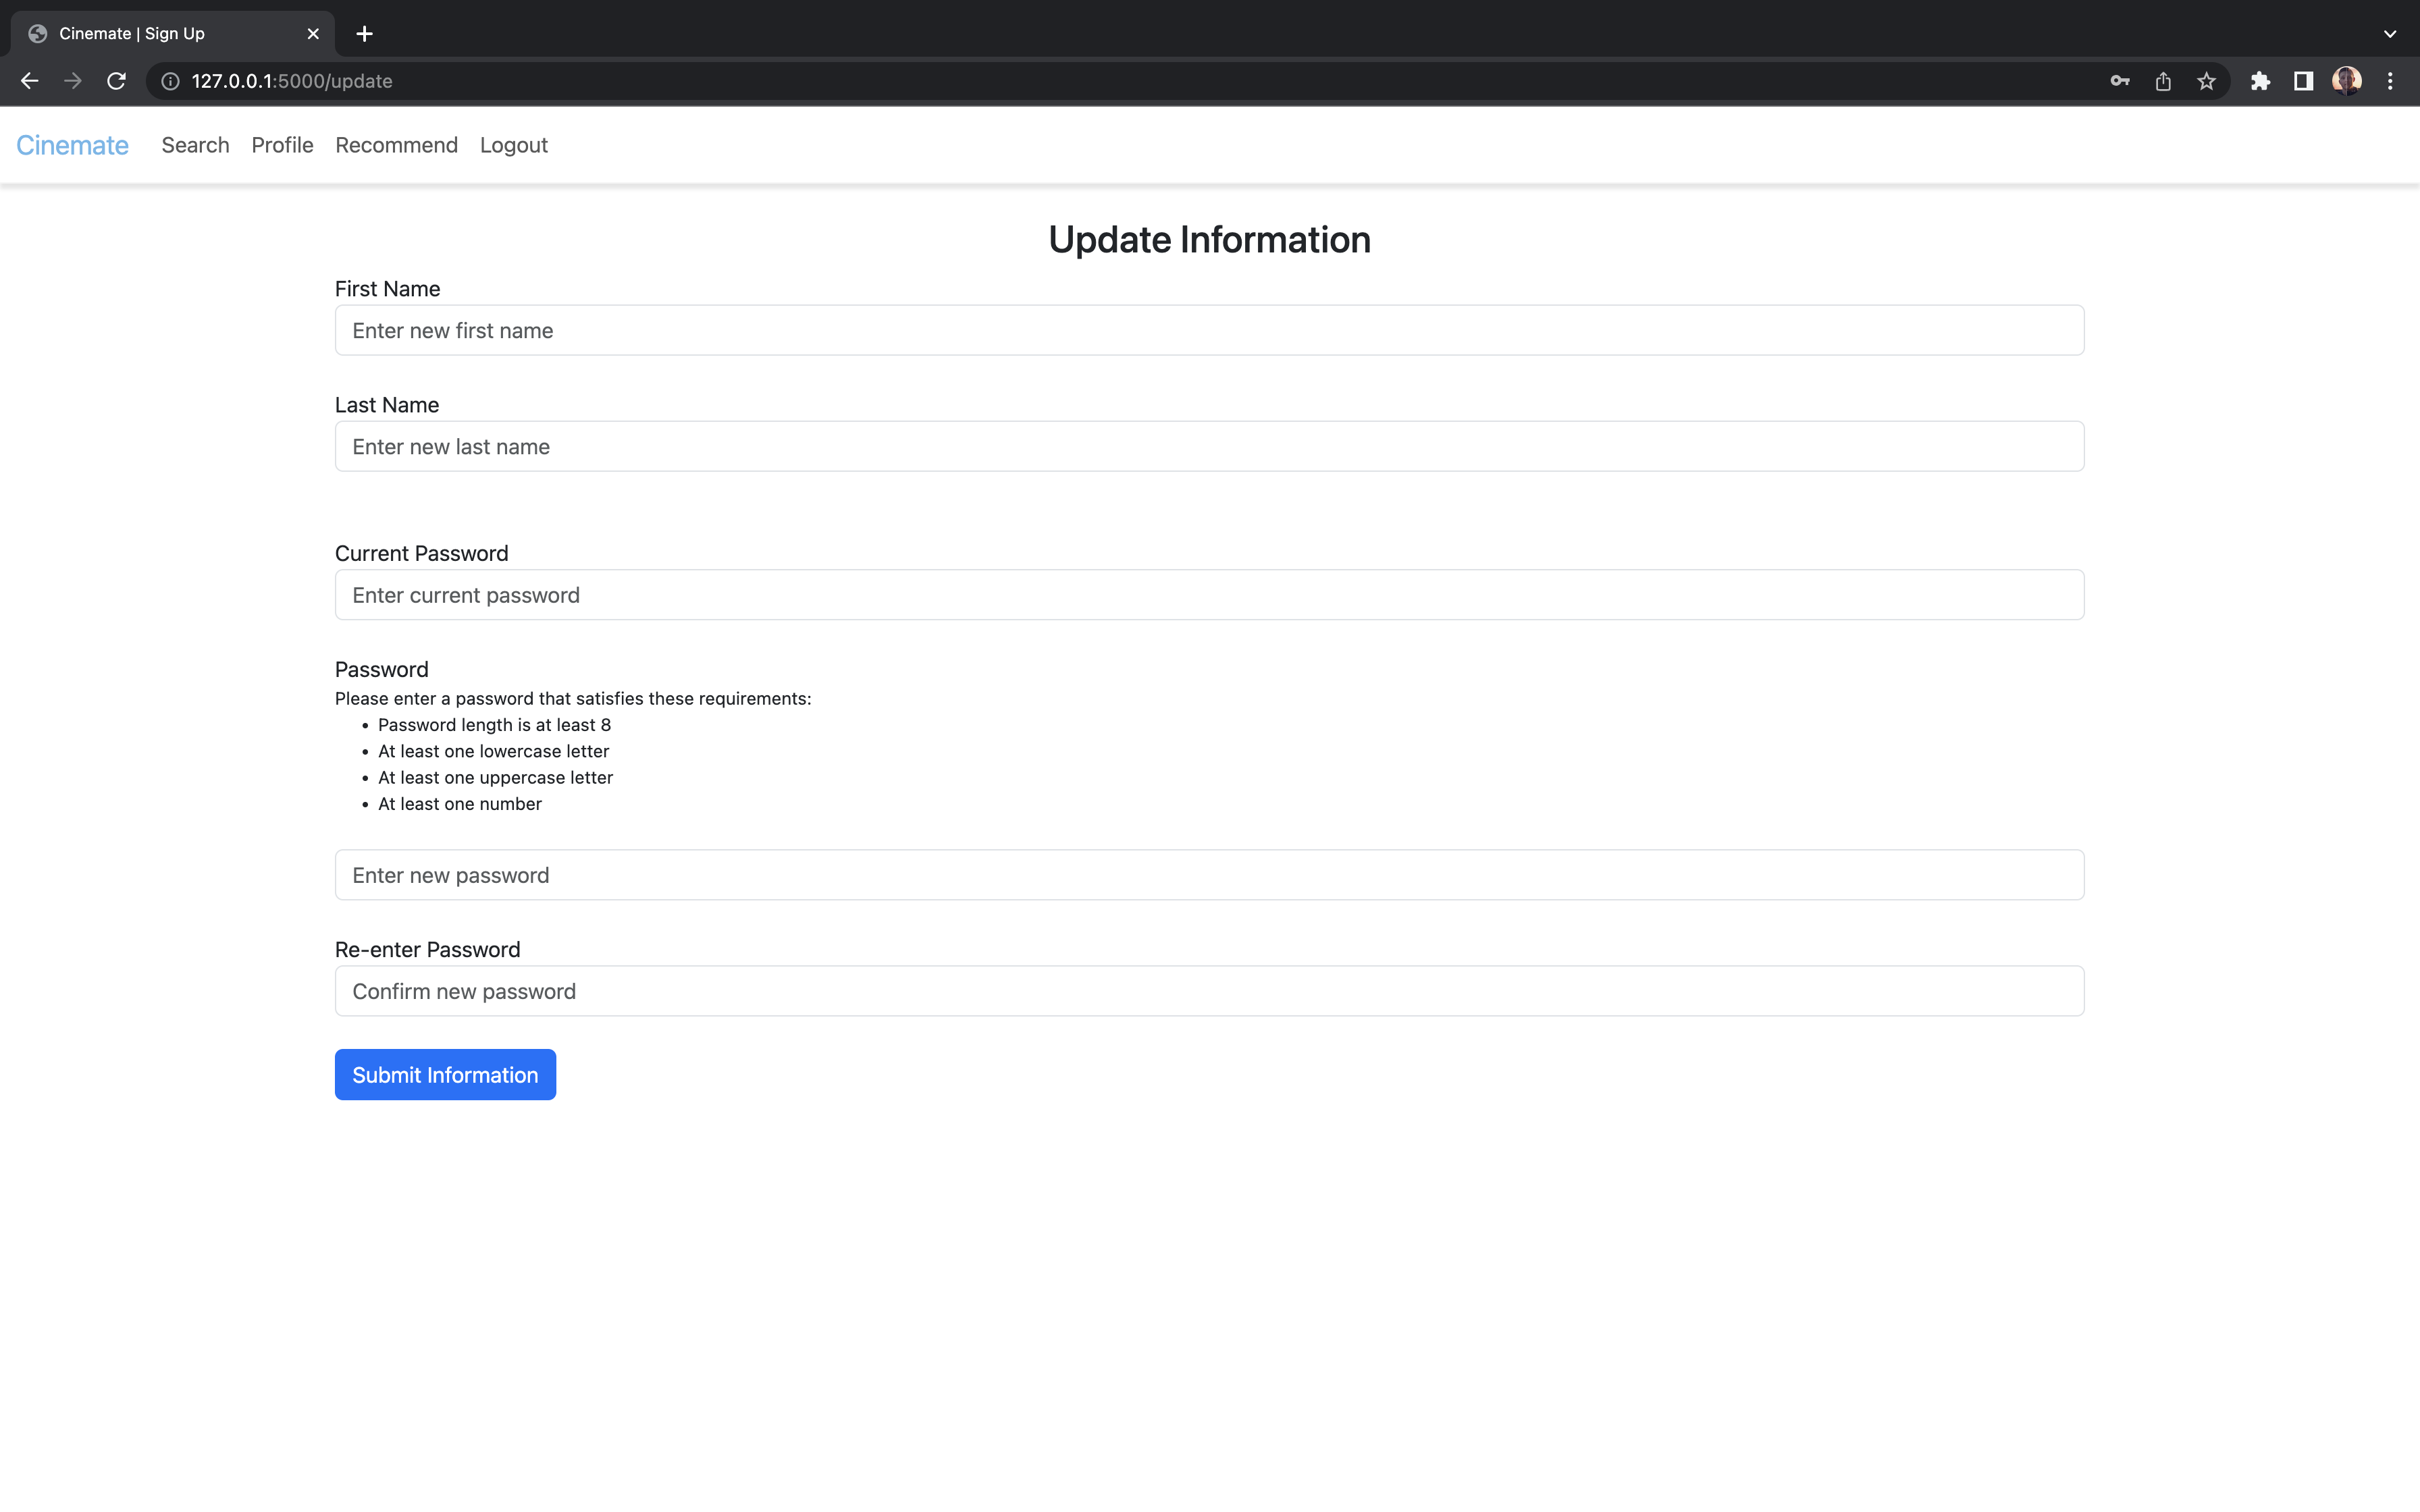 Cinemate | Sign Up
127.0.0.1:5000/update
Cinemate Search Profile Recommend Logout
Update Information
First Name
Enter new first name
Last Name
Enter new last name
Current Password
Enter current password
Password
Please enter a password that satisfies these requirements:
• Password length is at least 8
• At least one lowercase letter
• At least one uppercase letter
• At least one number
Enter new password
Re-enter Password
Confirm new password
Submit Information